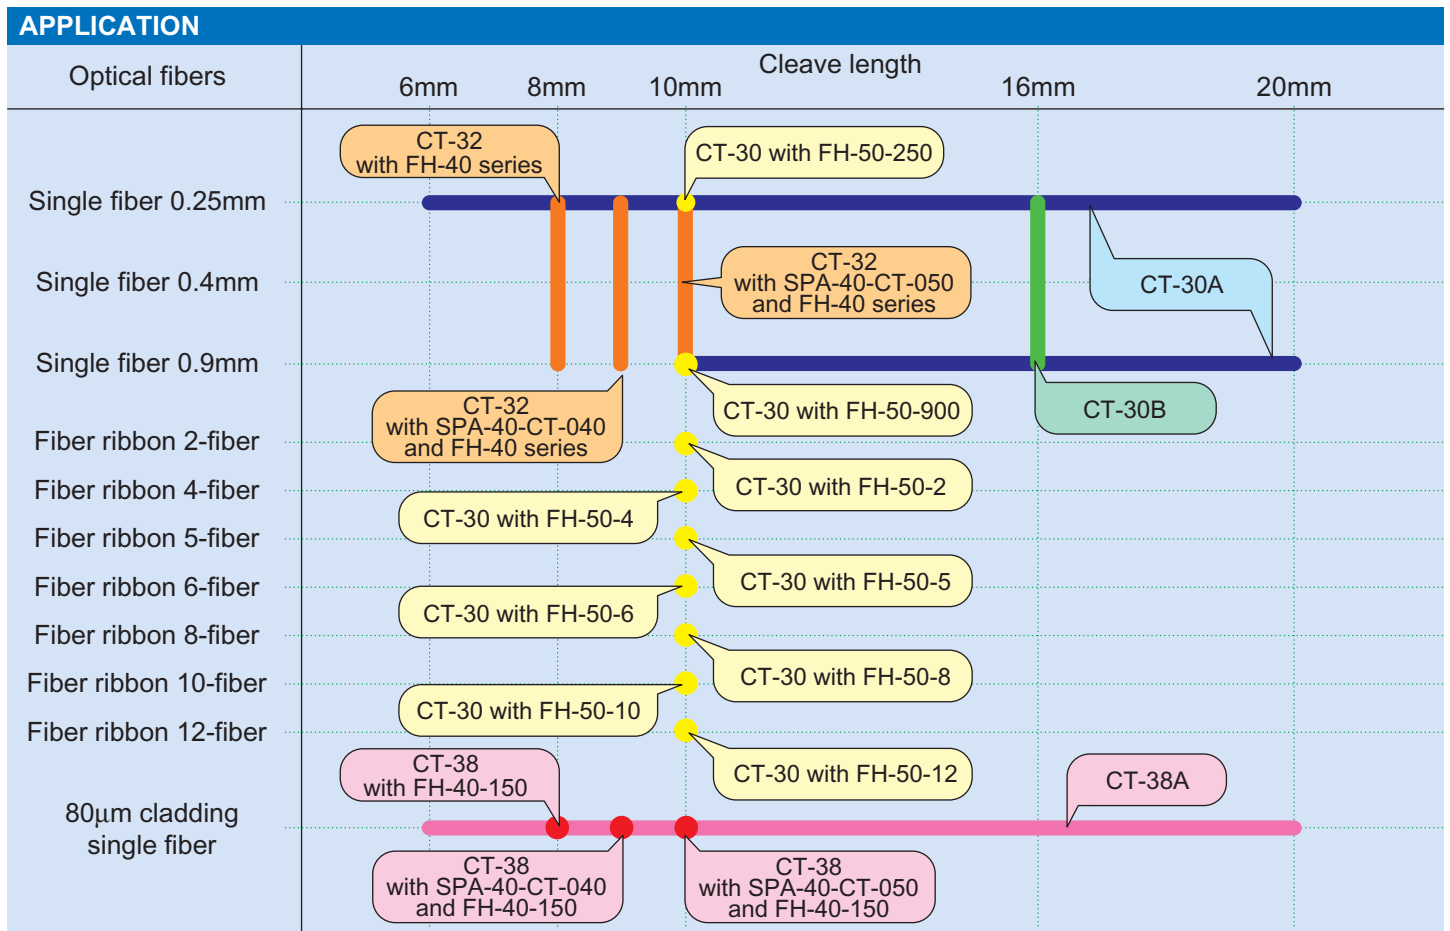 APPLICATION
Optical fibers
Cleave length
6mm
8mm
10mm
16mm
20mm
CT-32
with FH-40 series
CT-30 with FH-50-250
Single fiber 0.25mm
Single fiber 0.4mm
CT-32
with SPA-40-CT-050
and FH-40 series
CT-30A
Single fiber 0.9mm
CT-32
with SPA-40-CT-040
and FH-40 series
CT-30 with FH-50-900
CT-30B
Fiber ribbon 2-fiber
CT-30 with FH-50-2
Fiber ribbon 4-fiber
CT-30 with FH-50-4
Fiber ribbon 5-fiber
CT-30 with FH-50-5
Fiber ribbon 6-fiber
CT-30 with FH-50-6
Fiber ribbon 8-fiber
CT-30 with FH-50-8
Fiber ribbon 10-fiber
CT-30 with FH-50-10
Fiber ribbon 12-fiber
CT-30 with FH-50-12
CT-38
with FH-40-150
CT-38A
80μm cladding
single fiber
CT-38
with SPA-40-CT-040
and FH-40-150
CT-38
with SPA-40-CT-050
and FH-40-150